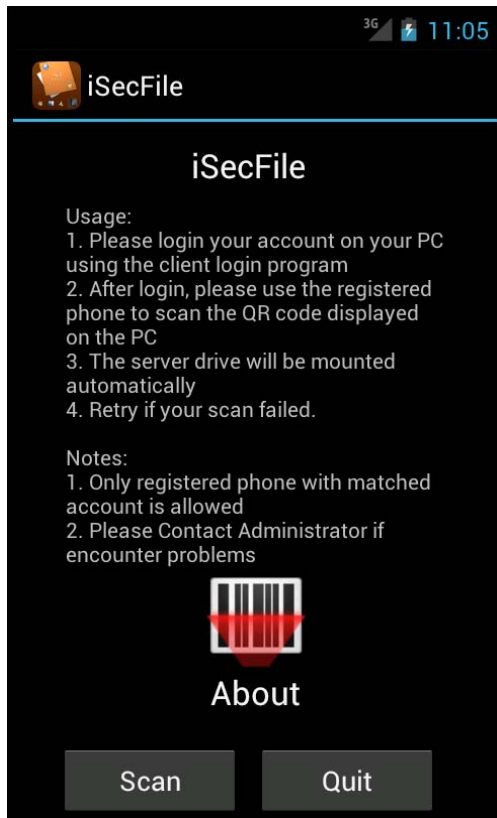 3G 11:05
iSecFile
iSecFile
Usage:
1. Please login your account on your PC
using the client login program
2. After login, please use the registered
phone to scan the QR code displayed
on the PC
3. The server drive will be mounted
automatically
4. Retry if your scan failed.
Notes:
1. Only registered phone with matched
account is allowed
2. Please Contact Administrator if
encounter problems
About
Scan Quit